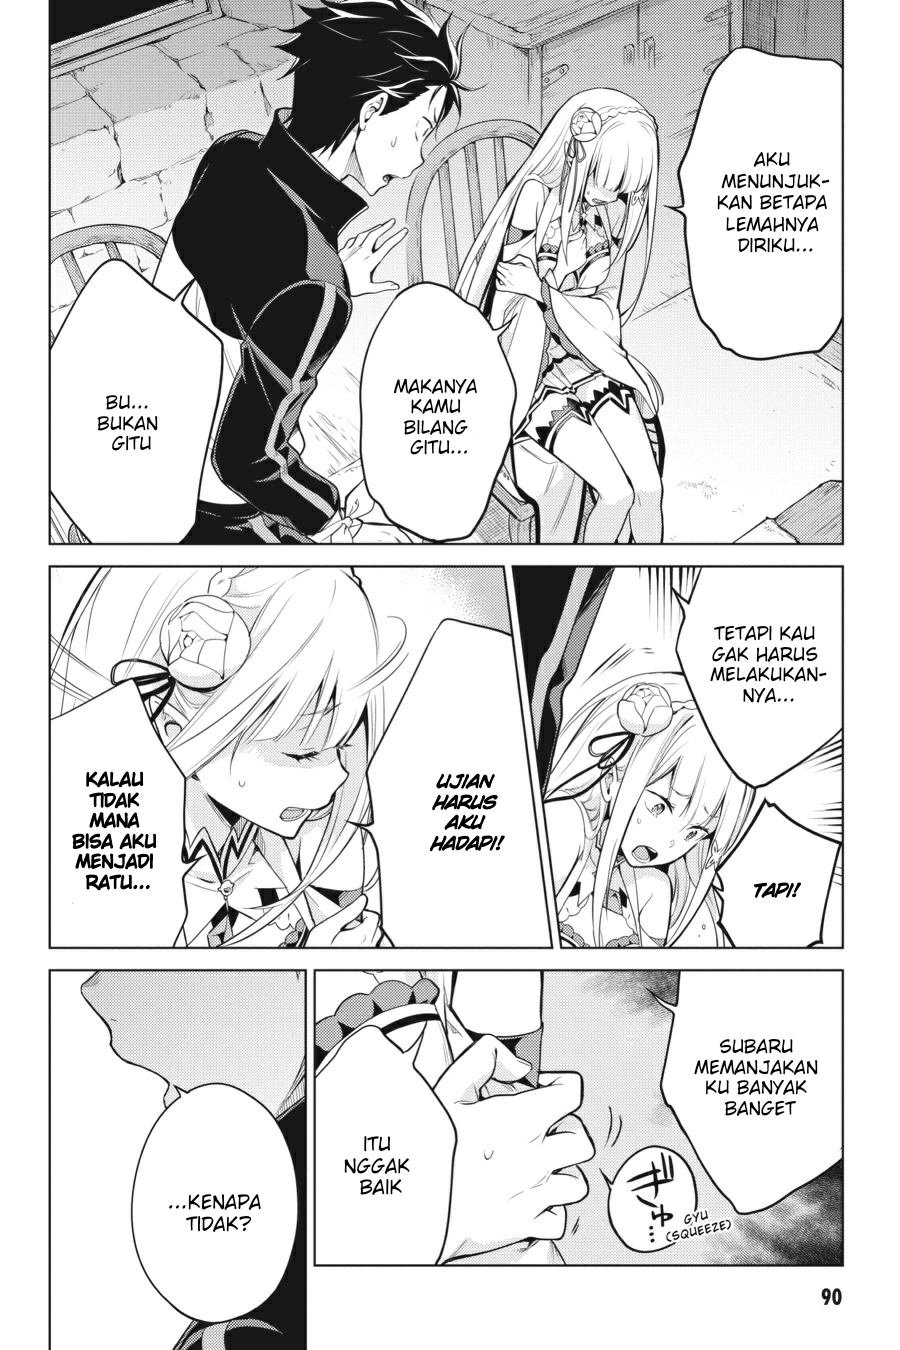 AKU
MENUNJUK-
KAN BETAPA
LEMAHNYA
DIRIKU...
MAKANYA
KAMU
BILANG
GITU...
BU...
BUKAN
GITU
TETAPI KAU
GAK HARUS
MELAKUKAN-
NYA...
TAPI!
UJIAN
HARUS
AKU
HADAPI!
KALAU
TIDAK
MANA
BISA AKU
MENJADI
RATU...
SUBARU
MEMANJAKAN
KU BANYAK
BANGET
ぎゅ…
GYU
(SQUEEZE)
ITU
NGGAK
BAIK
...KENAPA
TIDAK?
90